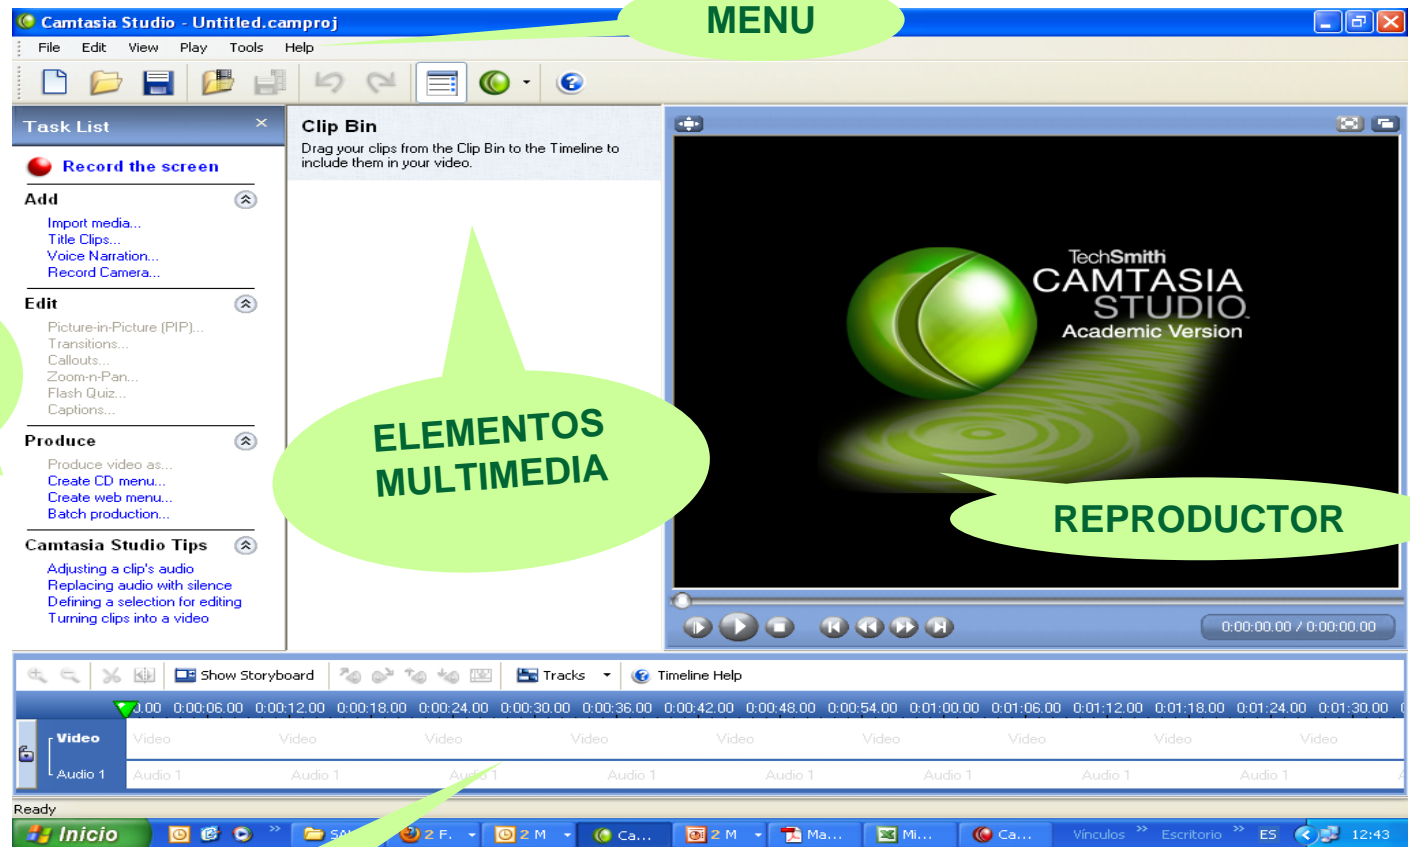 Camtasia Studio - Untitled.camproj
MENU
File Edit View Play Tools Help
Task List
Record the screen
Add
Import media...
Title Clips...
Voice Narration...
Record Camera...
Edit
Picture-in-Picture (PIP)...
Transitions...
Callouts...
Zoom-n-Pan...
Flash Quiz...
Captions...
Produce
Produce video as...
Create CD menu...
Create web menu...
Batch production...
Camtasia Studio Tips
Adjusting a clip's audio
Replacing audio with silence
Defining a selection for editing
Turning clips into a video
Clip Bin
Drag your clips from the Clip Bin to the Timeline to
include them in your video.
ELEMENTOS
MULTIMEDIA
TechSmith
CAMTASIA
STUDIO
Academic Version
REPRODUCTOR
0:00:00.00 / 0:00:00.00
Show Storyboard Tracks Timeline Help
0:00:06.00 0:00:12.00 0:00:18.00 0:00:24.00 0:00:30.00 0:00:36.00 0:00:42.00 0:00:48.00 0:00:54.00 0:01:00.00 0:01:06.00 0:01:12.00 0:01:18.00 0:01:24.00 0:01:30.00
Video Video Video Video Video Video Video Video Video Video
Audio 1 Audio 1 Audio 1 Audio 1 Audio 1 Audio 1 Audio 1 Audio 1 Audio 1
Ready
Inicio 2 F. 2 M Ca... 2 M Ma... Mi... Ca... Vínculos » Escritorio » ES 12:43